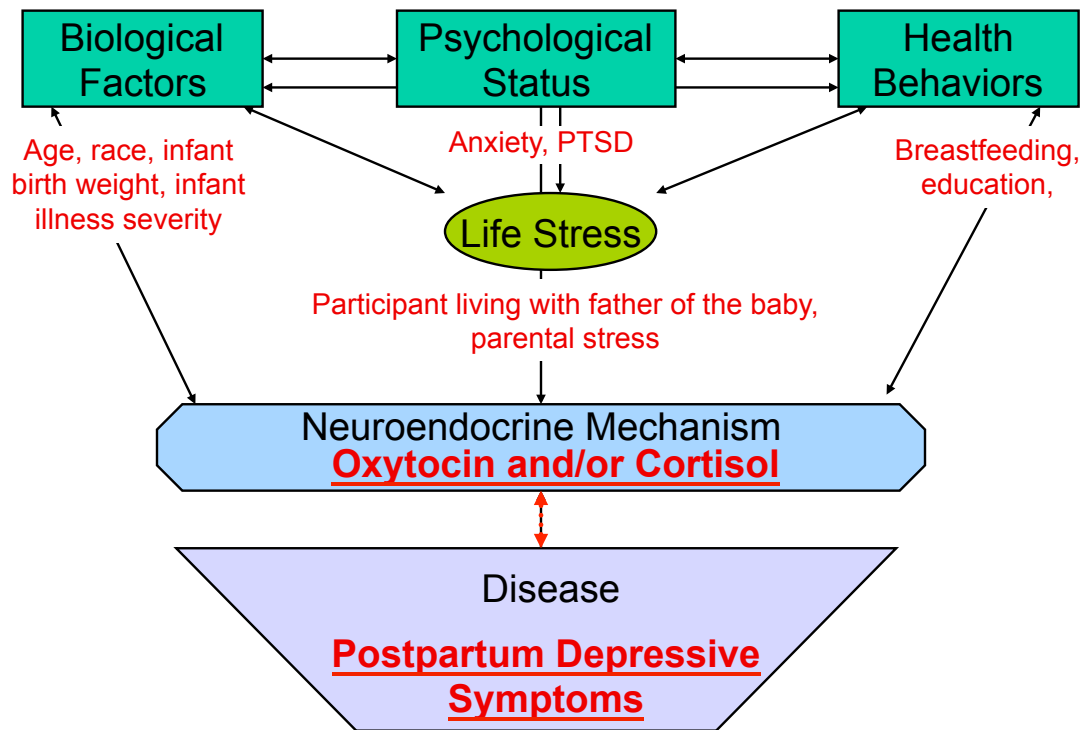 Biological
Factors
Psychological
Status
Health
Behaviors
Age, race, infant
birth weight, infant
illness severity
Anxiety, PTSD
Breastfeeding,
education,
Life Stress
Participant living with father of the baby,
parental stress
Neuroendocrine Mechanism
Oxytocin and/or Cortisol
Disease
Postpartum Depressive
Symptoms